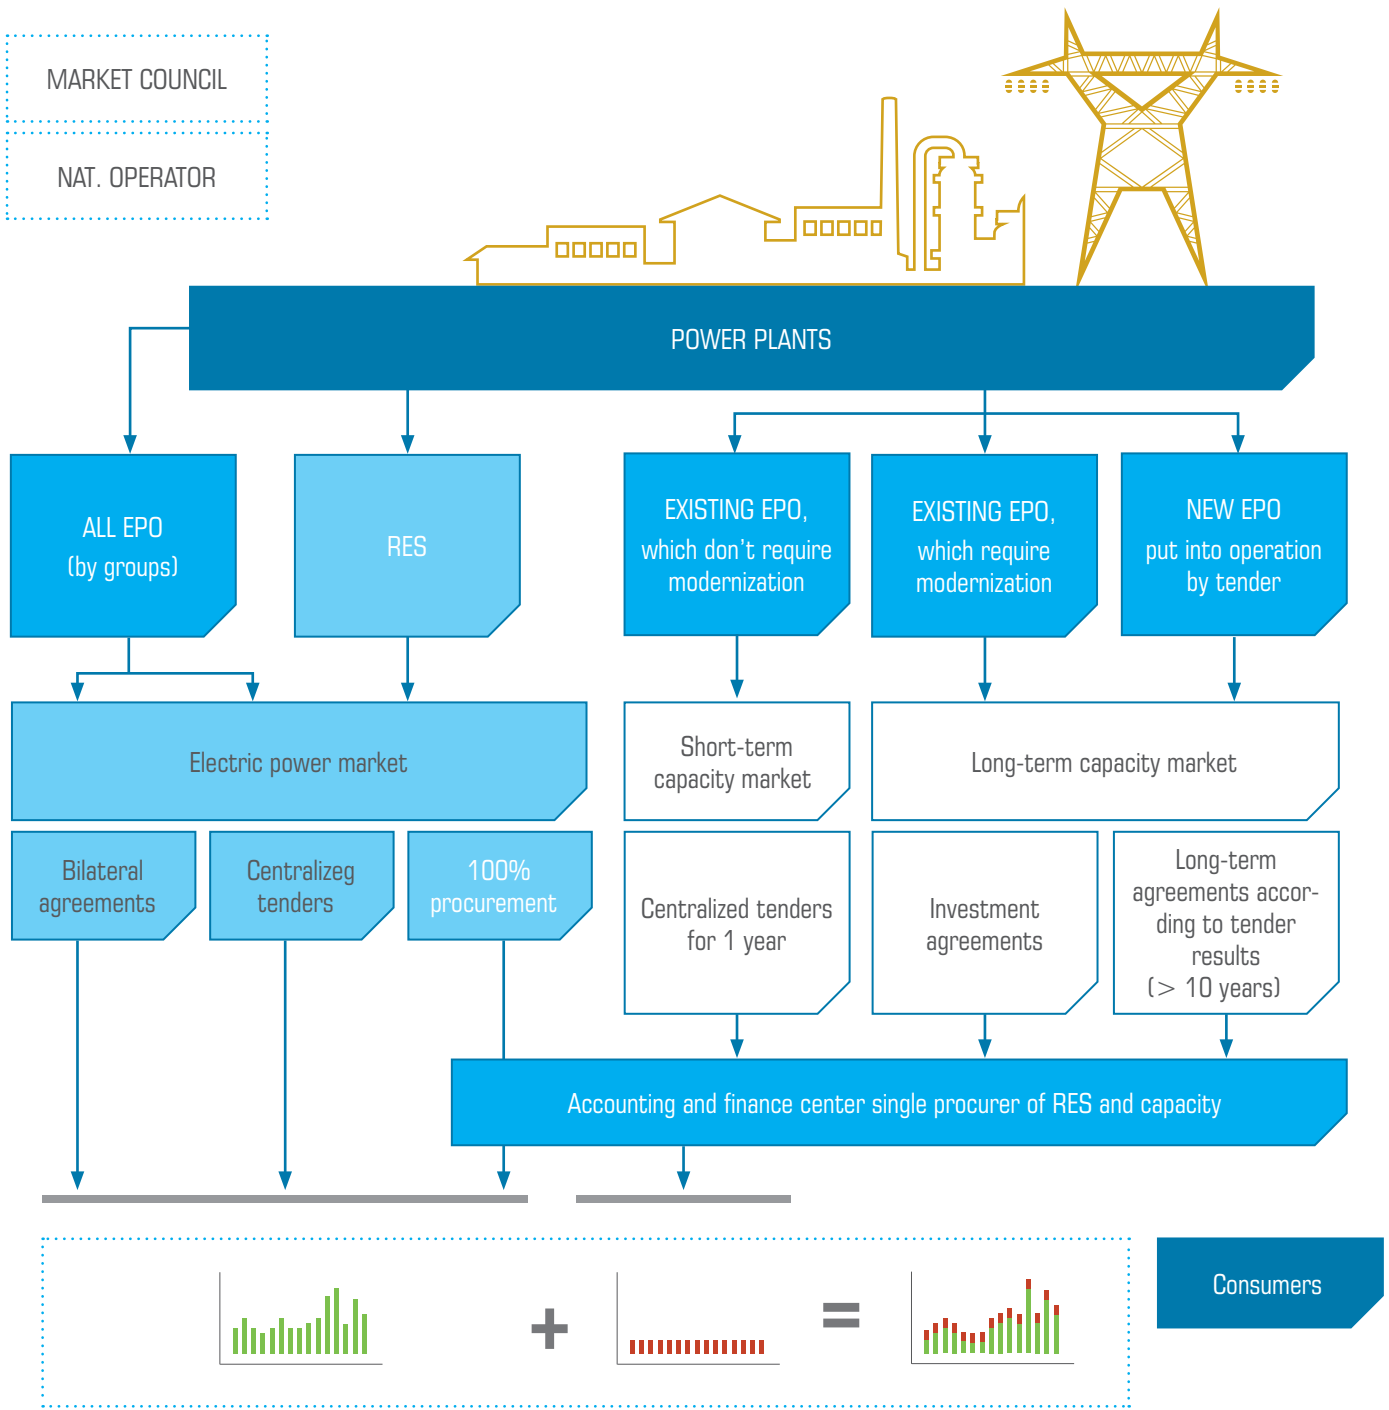 MARKET COUNCIL
NAT. OPERATOR
POWER PLANTS
ALL EPO
(by groups)
RES
EXISTING EPO,
which don't require
modernization
EXISTING EPO,
which require
modernization
NEW EPO
put into operation
by tender
Electric power market
Short-term
capacity market
Long-term capacity market
Bilateral
agreements
Centralizeg
tenders
100%
procurement
Centralized tenders
for 1 year
Investment
agreements
Long-term
agreements accor-
ding to tender
results
(> 10 years)
Accounting and finance center single procurer of RES and capacity
+
=
Consumers